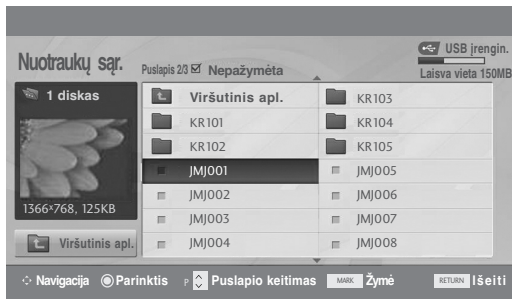 Nuotraukų sąr.
Puslapis 2/3 Nepažymėta
USB įrengin.
Laisva vieta 150MB
1 diskas
1366×768, 125KB
Viršutinis apl.
Viršutinis apl.
KR101
KR102
JMJ001
JMJ002
JMJ003
JMJ004
KR103
KR104
KR105
JMJ005
JMJ006
JMJ007
JMJ008
Navigacija Parinktis P Puslapio keitimas MARK Žymė RETURN Išeiti